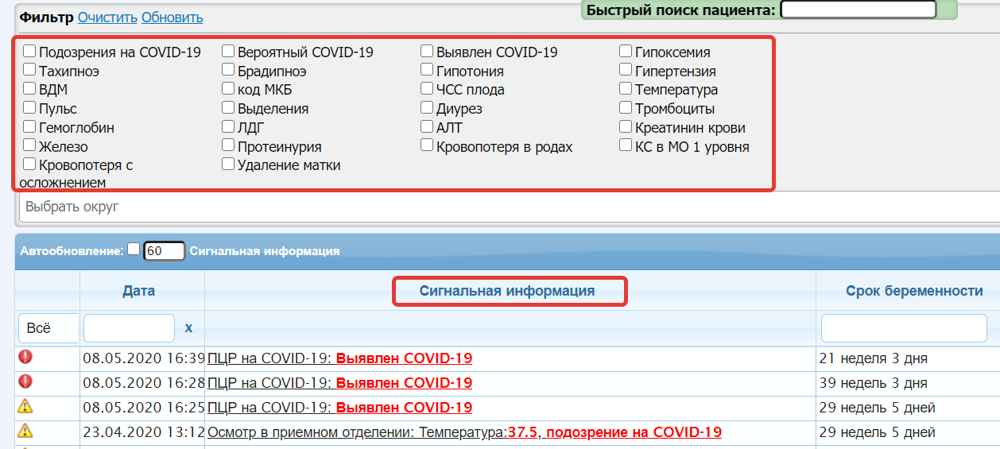 Фильтр Очистить Обновить Быстрый поиск пациента:
Подозрения на COVID-19 Вероятный COVID-19 Выявлен COVID-19 Гипоксемия
Тахипноэ Брадипноэ Гипотония Гипертензия
ВДМ код МКБ ЧСС плода Температура
Пульс Выделения Диурез Тромбоциты
Гемоглобин ЛДГ АЛТ Креатинин крови
Железо Протеинурия Кровопотеря в родах КС в МО 1 уровня
Кровопотеря с Удаление матки
осложнением
Выбрать округ
Автообновление: 60 Сигнальная информация
Дата Сигнальная информация Срок беременности
Всё x
08.05.2020 16:39 ПЦР на COVID-19: Выявлен COVID-19 21 неделя 3 дня
08.05.2020 16:28 ПЦР на COVID-19: Выявлен COVID-19 39 недель 3 дня
08.05.2020 16:25 ПЦР на COVID-19: Выявлен COVID-19 29 недель 5 дней
23.04.2020 13:12 Осмотр в приемном отделении: Температура:37.5, подозрение на COVID-19 29 недель 5 дней